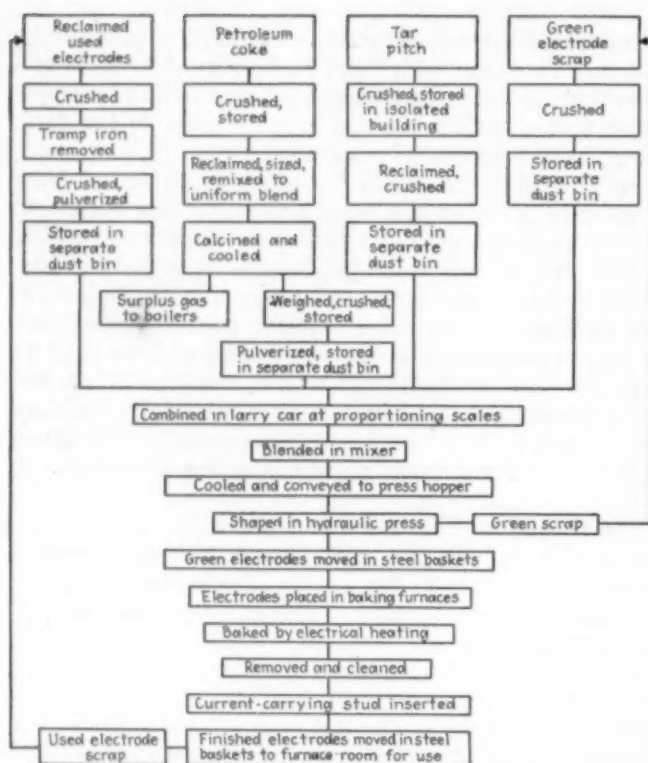 Reclaimed
used
electrodes
Crushed
Tramp iron
removed
Crushed,
pulverized
Stored in
separate
dust bin
Petroleum
coke
Crushed,
stored
Reclaimed, sized,
remixed to
uniform blend
Calcined and
cooled
Surplus gas
to boilers
Weighed, crushed,
stored
Pulverized, stored
in separate dust bin
Tar
pitch
Crushed, stored
in isolated
building
Reclaimed,
crushed
Stored in
separate
dust bin
Green
electrode
scrap
Crushed
Stored in
separate
dust bin
Combined in larry car at proportioning scales
Blended in mixer
Cooled and conveyed to press hopper
Shaped in hydraulic press
Green scrap
Green electrodes moved in steel baskets
Electrodes placed in baking furnaces
Baked by electrical heating
Removed and cleaned
Current-carrying stud inserted
Used electrode
scrap
Finished electrodes moved in steel
baskets to furnace room for use